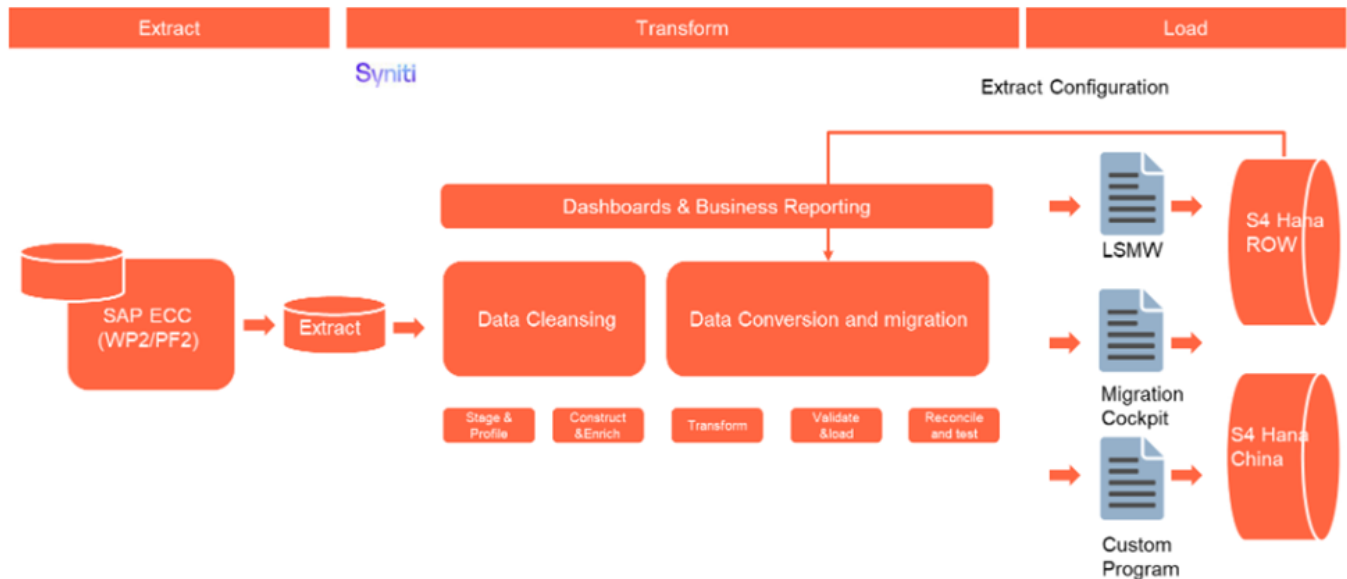 Extract
Transform
Load
Syniti
Extract Configuration
Dashboards & Business Reporting
SAP ECC
(WP2/PF2)
Extract
Data Cleansing
Data Conversion and migration
Stage &
Profile
Construct
&Enrich
Transform
Validate
&load
Reconcile
and test
LSMW
Migration
Cockpit
Custom
Program
S4 Hana
ROW
S4 Hana
China